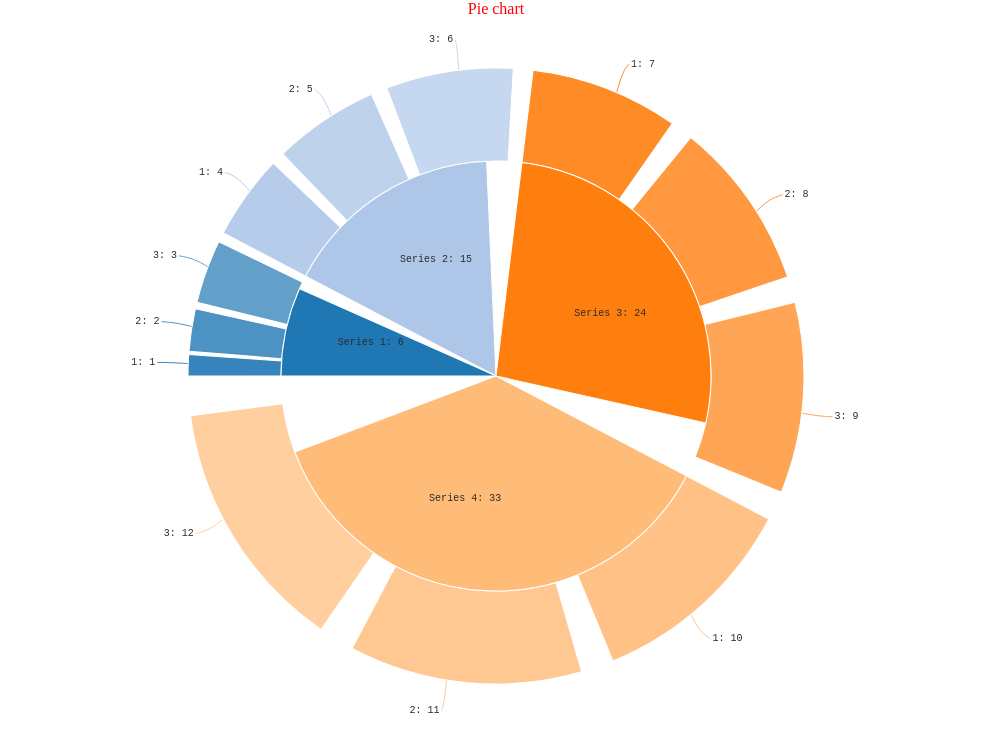 Pie chart
3: 6
1: 7
2: 5
1: 4
2: 8
3: 3
Series 2: 15
Series 3: 24
2: 2
Series 1: 6
1: 1
3: 9
Series 4: 33
3: 12
1: 10
2: 11